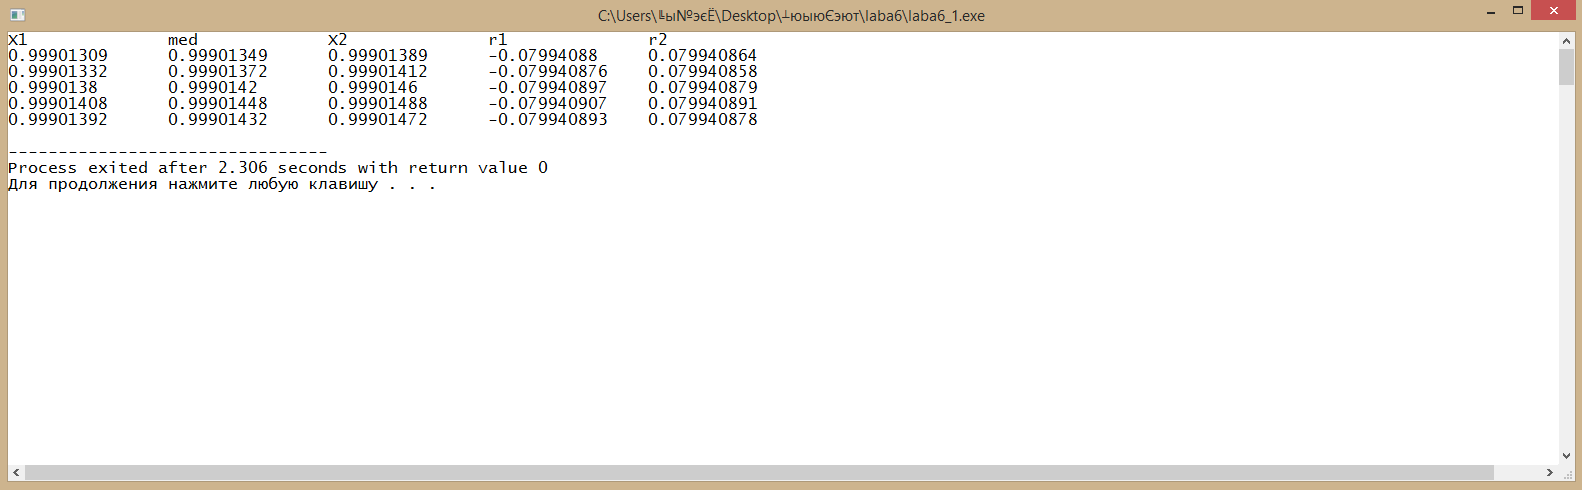 C:\Users\╚ы№эєЁ\Desktop\┴юыюЄэют\laba6\laba6_1.exe
X1 med X2 r1 r2
0.99901309 0.99901349 0.99901389 -0.07994088 0.079940864
0.99901332 0.99901372 0.99901412 -0.079940876 0.079940858
0.9990138 0.9990142 0.9990146 -0.079940897 0.079940879
0.99901408 0.99901448 0.99901488 -0.079940907 0.079940891
0.99901392 0.99901432 0.99901472 -0.079940893 0.079940878
--------------------------------
Process exited after 2.306 seconds with return value 0
Для продолжения нажмите любую клавишу . . .